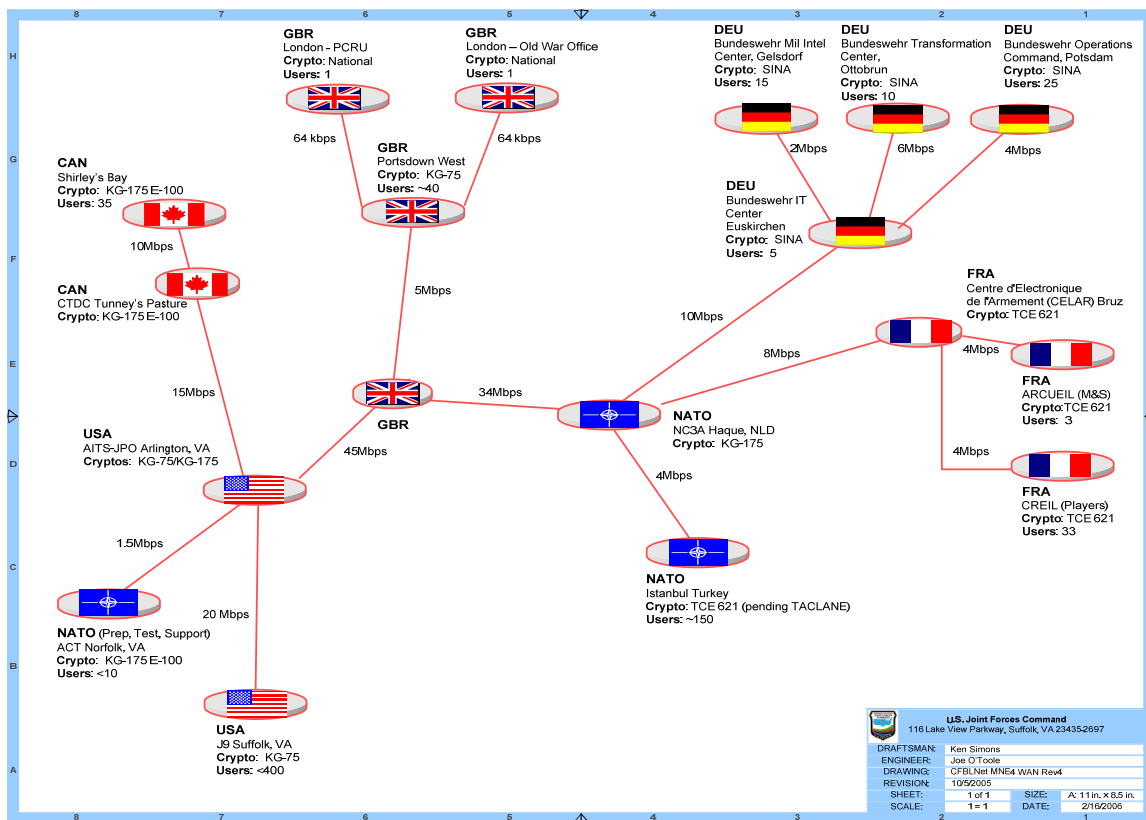 8 7 6 5 4 3 2 1
H
G
F
E
D
C
B
A
GBR
London - PCRU
Crypto: National
Users: 1
GBR
London – Old War Office
Crypto: National
Users: 1
DEU
Bundeswehr Mil Intel
Center, Gelsdorf
Crypto: SINA
Users: 15
DEU
Bundeswehr Transformation
Center,
Ottobrun
Crypto: SINA
Users: 10
DEU
Bundeswehr Operations
Command, Potsdam
Crypto: SINA
Users: 25
64 kbps
64 kbps
2Mbps
6Mbps
4Mbps
CAN
Shirley's Bay
Crypto: KG-175 E-100
Users: 35
GBR
Portsdown West
Crypto: KG-75
Users: ~40
DEU
Bundeswehr IT
Center
Euskirchen
Crypto: SINA
Users: 5
10Mbps
CAN
CTDC Tunney's Pasture
Crypto: KG-175 E-100
5Mbps
10Mbps
FRA
Centre d'Electronique
de l'Armement (CELAR) Bruz
Crypto: TCE 621
8Mbps
4Mbps
FRA
ARCUEIL (M&S)
Crypto:TCE 621
Users: 3
15Mbps
34Mbps
GBR
USA
AITS-JPO Arlington, VA
Cryptos: KG-75/KG-175
45Mbps
NATO
NC3A Haque, NLD
Crypto: KG-175
4Mbps
4Mbps
FRA
CREIL (Players)
Crypto: TCE 621
Users: 33
1.5Mbps
NATO
Istanbul Turkey
Crypto: TCE 621 (pending TACLANE)
Users: ~150
20 Mbps
NATO (Prep, Test, Support)
ACT Norfolk, VA
Crypto: KG-175 E-100
Users: <10
USA
J9 Suffolk, VA
Crypto: KG-75
Users: <400
U.S. Joint Forces Command
116 Lake View Parkway, Suffolk, VA 23435-2697
DRAFTSMAN: Ken Simons
ENGINEER: Joe O'Toole
DRAWING: CFBLNet MNE4 WAN Rev4
REVISION: 10/5/2005
SHEET: 1 of 1 SIZE: A: 11 in. x 8.5 in.
SCALE: 1 = 1 DATE: 2/16/2006
8 7 6 5 4 3 2 1